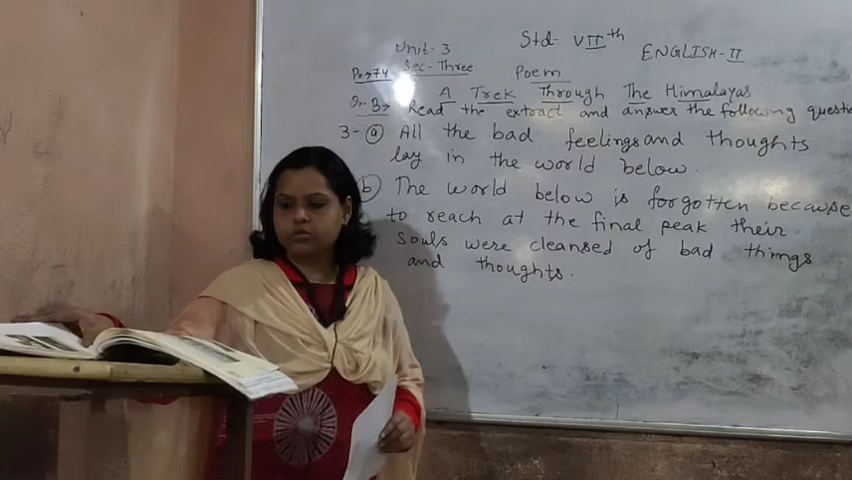 Unit-3 Std- VIIth ENGLISH-II
Sec-Three
Pg-74 Poem
A Trek Through The Himalayas
Q.B> Read the extract and answer the following questio
3- (a) All the bad feelings and thoughts
lay in the world below.
(b) The world below is forgotten because
to reach at the final peak their
souls were cleansed of bad things
and thoughts.